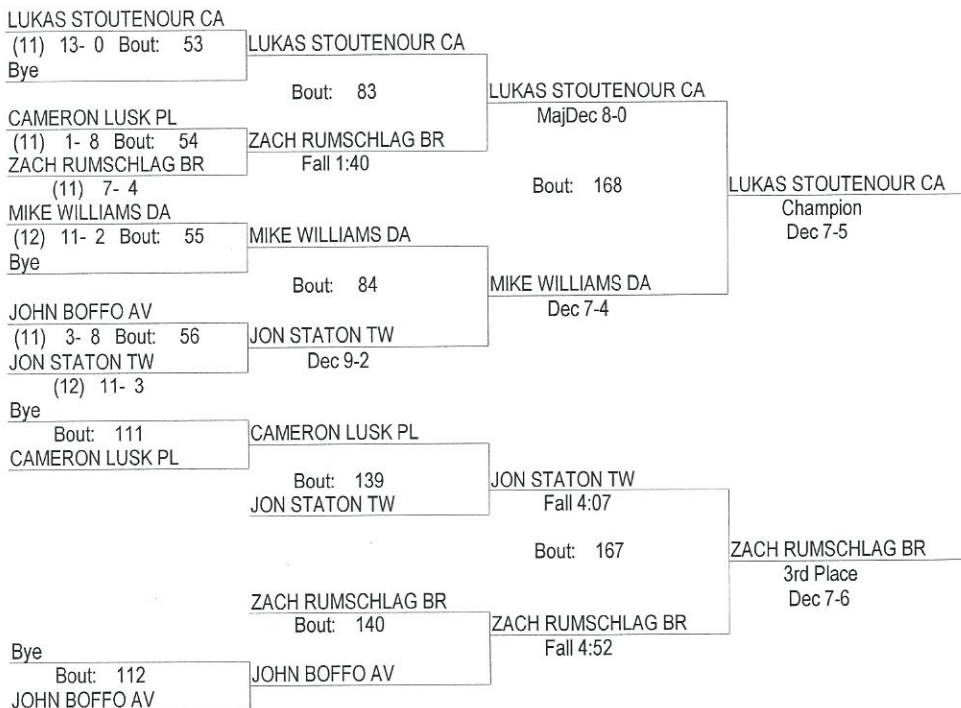 LUKAS STOUTENOUR CA
(11) 13- 0 Bout: 53
Bye
CAMERON LUSK PL
(11) 1- 8 Bout: 54
ZACH RUMSCHLAG BR
(11) 7- 4
MIKE WILLIAMS DA
(12) 11- 2 Bout: 55
Bye
JOHN BOFFO AV
(11) 3- 8 Bout: 56
JON STATON TW
(12) 11- 3
Bye
Bout: 111
CAMERON LUSK PL
Bye
Bout: 112
JOHN BOFFO AV
LUKAS STOUTENOUR CA
Bout: 83
ZACH RUMSCHLAG BR
Fall 1:40
MIKE WILLIAMS DA
Bout: 84
JON STATON TW
Dec 9-2
CAMERON LUSK PL
Bout: 139
JON STATON TW
ZACH RUMSCHLAG BR
Bout: 140
JOHN BOFFO AV
LUKAS STOUTENOUR CA
MajDec 8-0
Bout: 168
MIKE WILLIAMS DA
Dec 7-4
JON STATON TW
Fall 4:07
Bout: 167
ZACH RUMSCHLAG BR
Fall 4:52
LUKAS STOUTENOUR CA
Champion
Dec 7-5
ZACH RUMSCHLAG BR
3rd Place
Dec 7-6